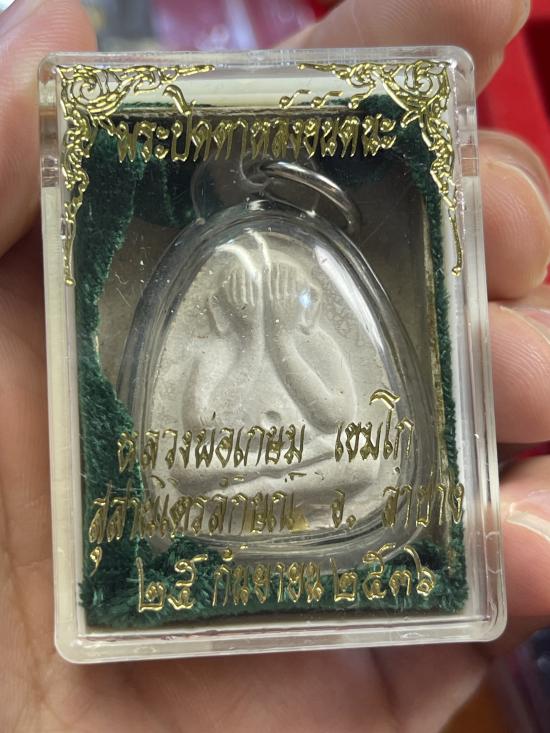 พระปิดตาหลังยันต์นะ
หลวงพ่อเกษม เขมโก
สุสานไตรลักษณ์ จ. ลำปาง
๒๕ กันยายน ๒๕๓๖